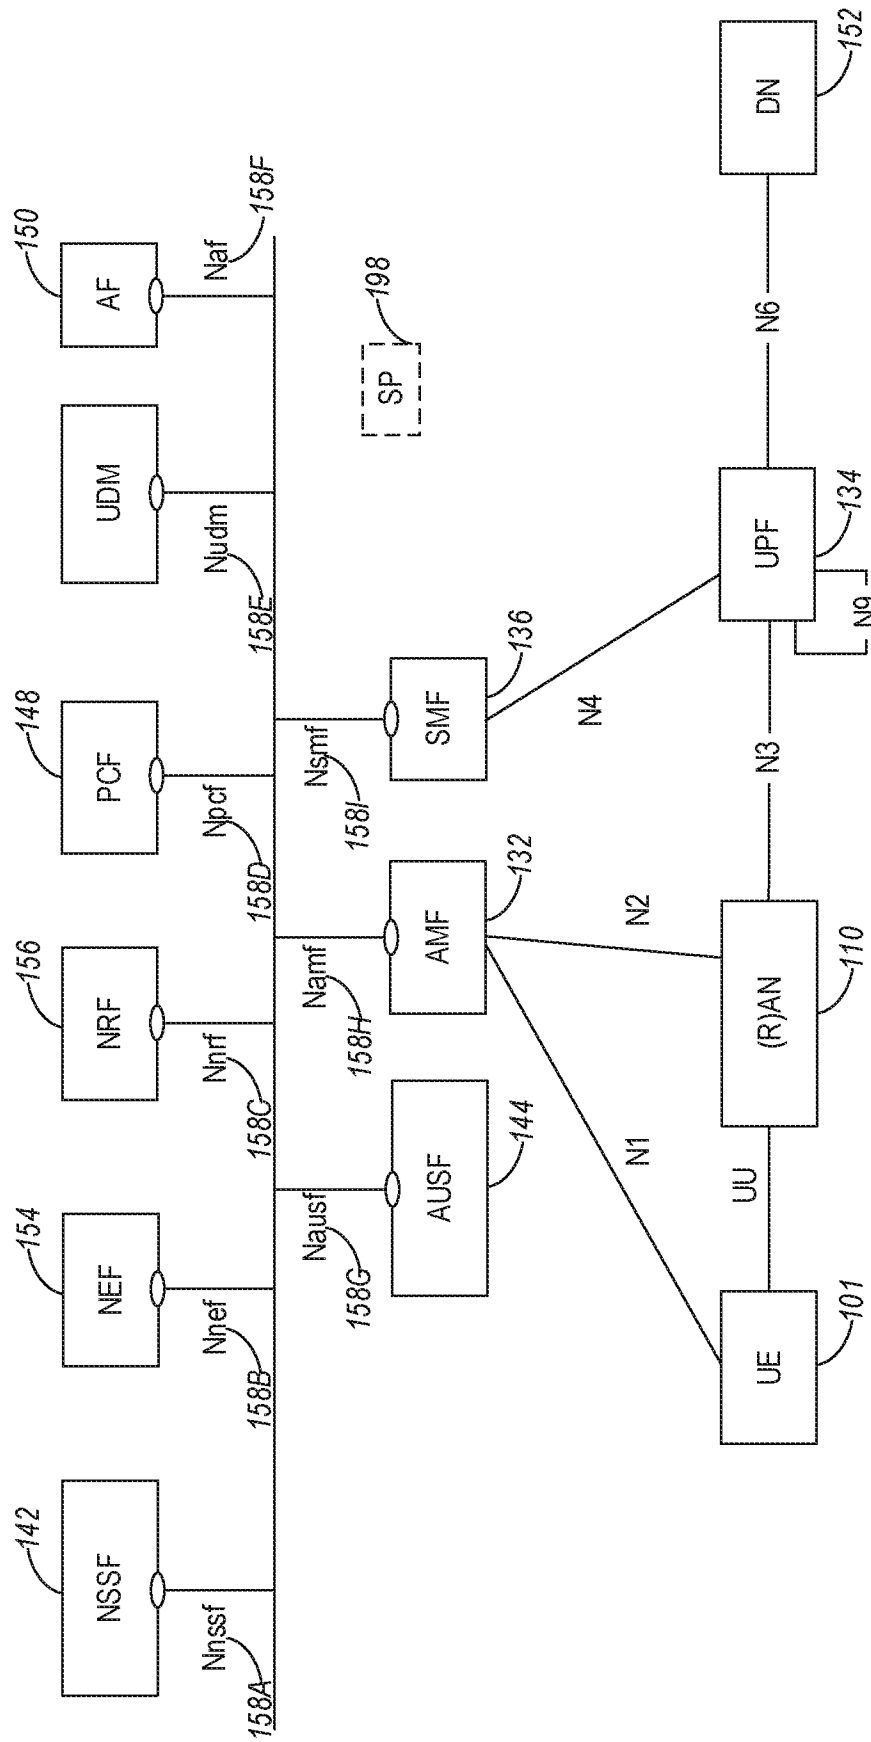 142
154
156
148
150
NSSF
NEF
NRF
PCF
UDM
AF
Nnssf
Nnef
Nnrf
Npcf
Nudm
Naf
158A
158B
158C
158D
158E
158F
Nausf
Namf
Nsmf
158G
158H
158I
SP
198
AUSF
AMF
SMF
144
132
136
N1
N2
N4
UU
N3
N6
UE
(R)AN
UPF
DN
101
110
134
152
N9